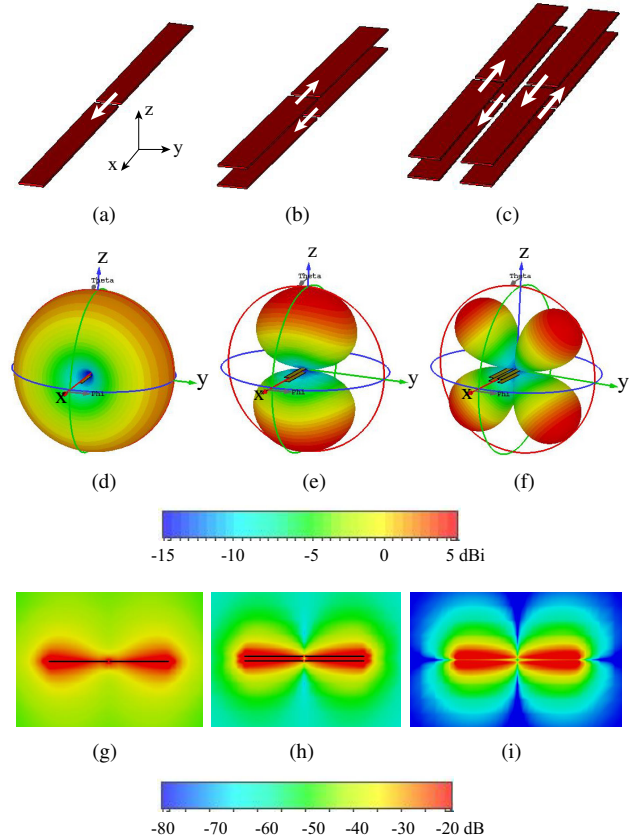 z
y
x
(a)
(b)
(c)
z
Theta
y
x
Phi
z
Theta
y
x
Phi
z
Theta
y
x
Phi
(d)
(e)
(f)
-15 -10 -5 0 5 dBi
(g)
(h)
(i)
-80 -70 -60 -50 -40 -30 -20 dB